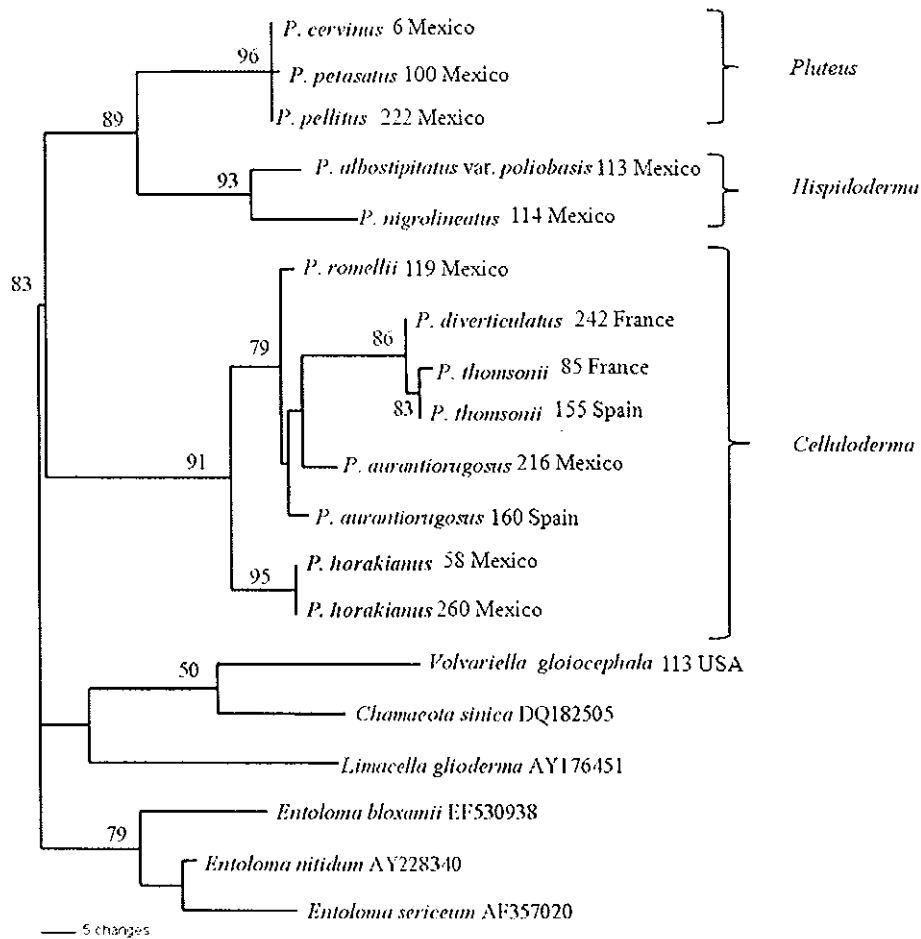 P. cervinus 6 Mexico
96
P. petasatus 100 Mexico
Pluteus
P. pellitus 222 Mexico
89
P. albostipitatus var. poliobasis 113 Mexico
93
Hispidoderma
P. nigrolineatus 114 Mexico
P. romellii 119 Mexico
83
P. diverticulatus 242 France
86
79
P. thomsonii 85 France
83
P. thomsonii 155 Spain
Celluloderma
91
P. aurantiorugosus 216 Mexico
P. aurantiorugosus 160 Spain
P. horakianus 58 Mexico
95
P. horakianus 260 Mexico
Volvariella gloiocephala 113 USA
50
Chamaeota sinica DQ182505
Limacella glioderma AY176451
Entoloma bloxamii EF530938
79
Entoloma nitidum AY228340
Entoloma sericeum AF357020
5 changes